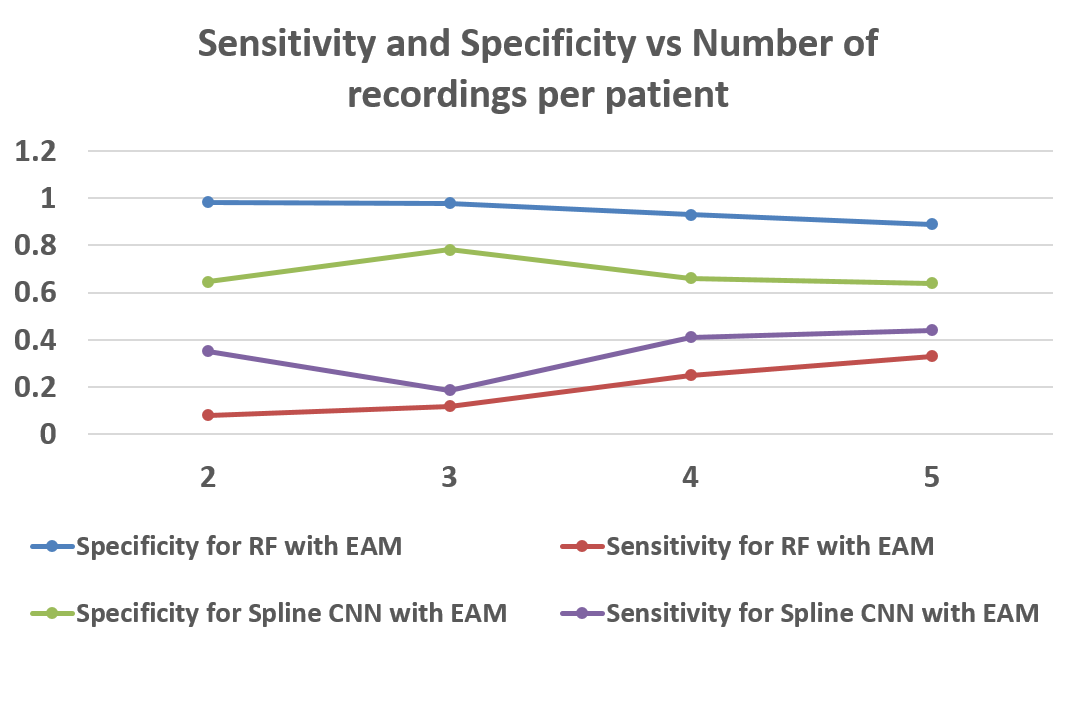 Sensitivity and Specificity vs Number of
recordings per patient
1.2
1
0.8
0.6
0.4
0.2
0
2 3 4 5
Specificity for RF with EAM Sensitivity for RF with EAM
Specificity for Spline CNN with EAM Sensitivity for Spline CNN with EAM